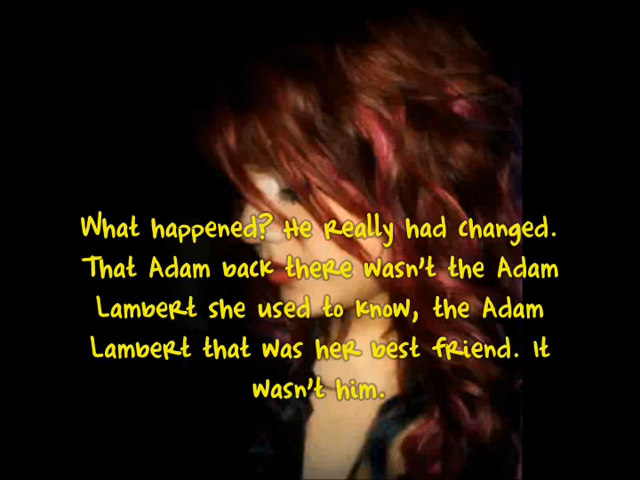 What happened? He really had changed.
That Adam back there wasn't the Adam
Lambert she used to know, the Adam
Lambert that was her best friend. It
wasn't him.